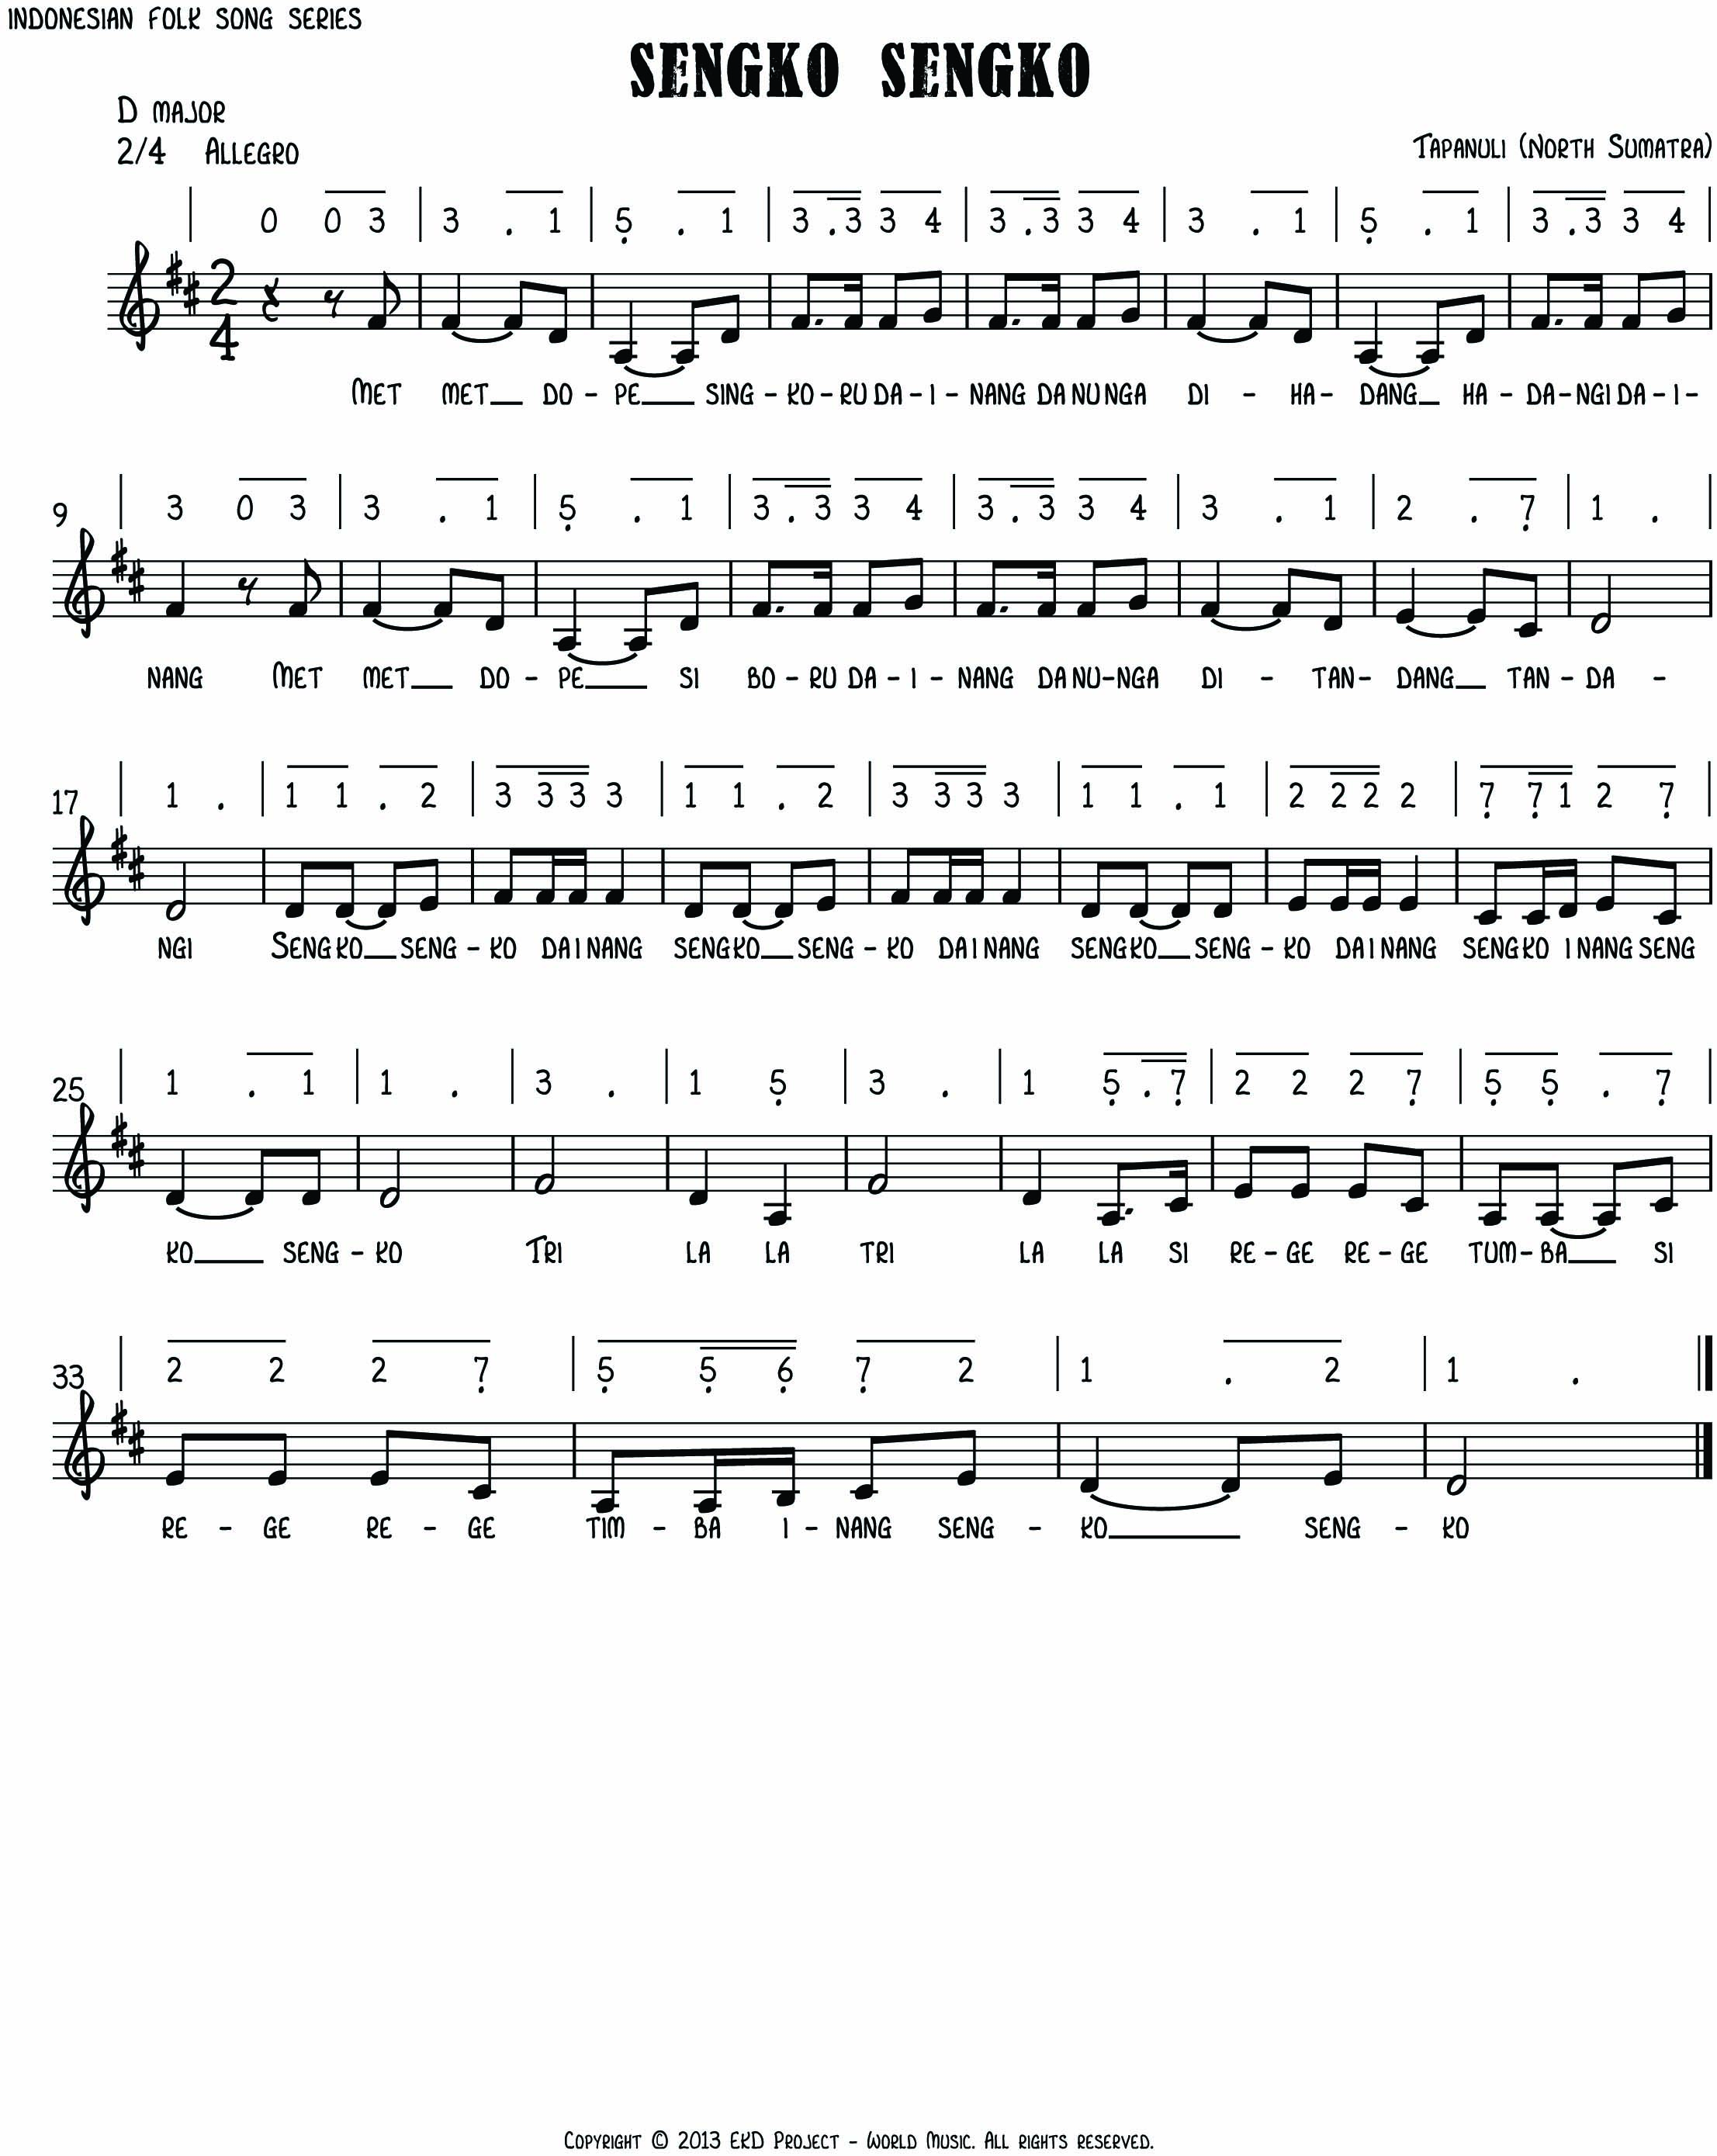 INDONESIAN FOLK SONG SERIES
SENGKO SENGKO
D MAJOR
2/4 ALLEGRO
TAPANULI (NORTH SUMATRA)
| 0 0 3 | 3 . 1 | 5 . 1 | 3 . 3 3 4 | 3 . 3 3 4 | 3 . 1 | 5 . 1 | 3 . 3 3 4 |
2
4
MET MET__ DO - PE__ SING - KO - RU DA - I - NANG DA NU NGA DI - HA - DANG__ HA - DA - NGI DA - I -
9 | 3 0 3 | 3 . 1 | 5 . 1 | 3 . 3 3 4 | 3 . 3 3 4 | 3 . 1 | 2 . 7 | 1 . |
NANG MET MET__ DO - PE__ SI BO - RU DA - I - NANG DA NU - NGA DI - TAN - DANG__ TAN - DA -
17 | 1 . | 1 1 . 2 | 3 3 3 3 | 1 1 . 2 | 3 3 3 3 | 1 1 . 1 | 2 2 2 2 | 7 7 1 2 7 |
NGI SENG KO__ SENG - KO DA I NANG SENG KO__ SENG - KO DA I NANG SENG KO__ SENG - KO DA I NANG SENG KO I NANG SENG
25 | 1 . 1 | 1 . | 3 . | 1 5 | 3 . | 1 5 . 7 | 2 2 2 7 | 5 5 . 7 |
KO__ SENG - KO TRI LA LA TRI LA LA SI RE - GE RE - GE TUM - BA__ SI
33 | 2 2 2 7 | 5 5 6 7 2 | 1 . 2 | 1 . ||
RE - GE RE - GE TIM - BA I - NANG SENG - KO__ SENG - KO
COPYRIGHT © 2013 EKD PROJECT - WORLD MUSIC. ALL RIGHTS RESERVED.